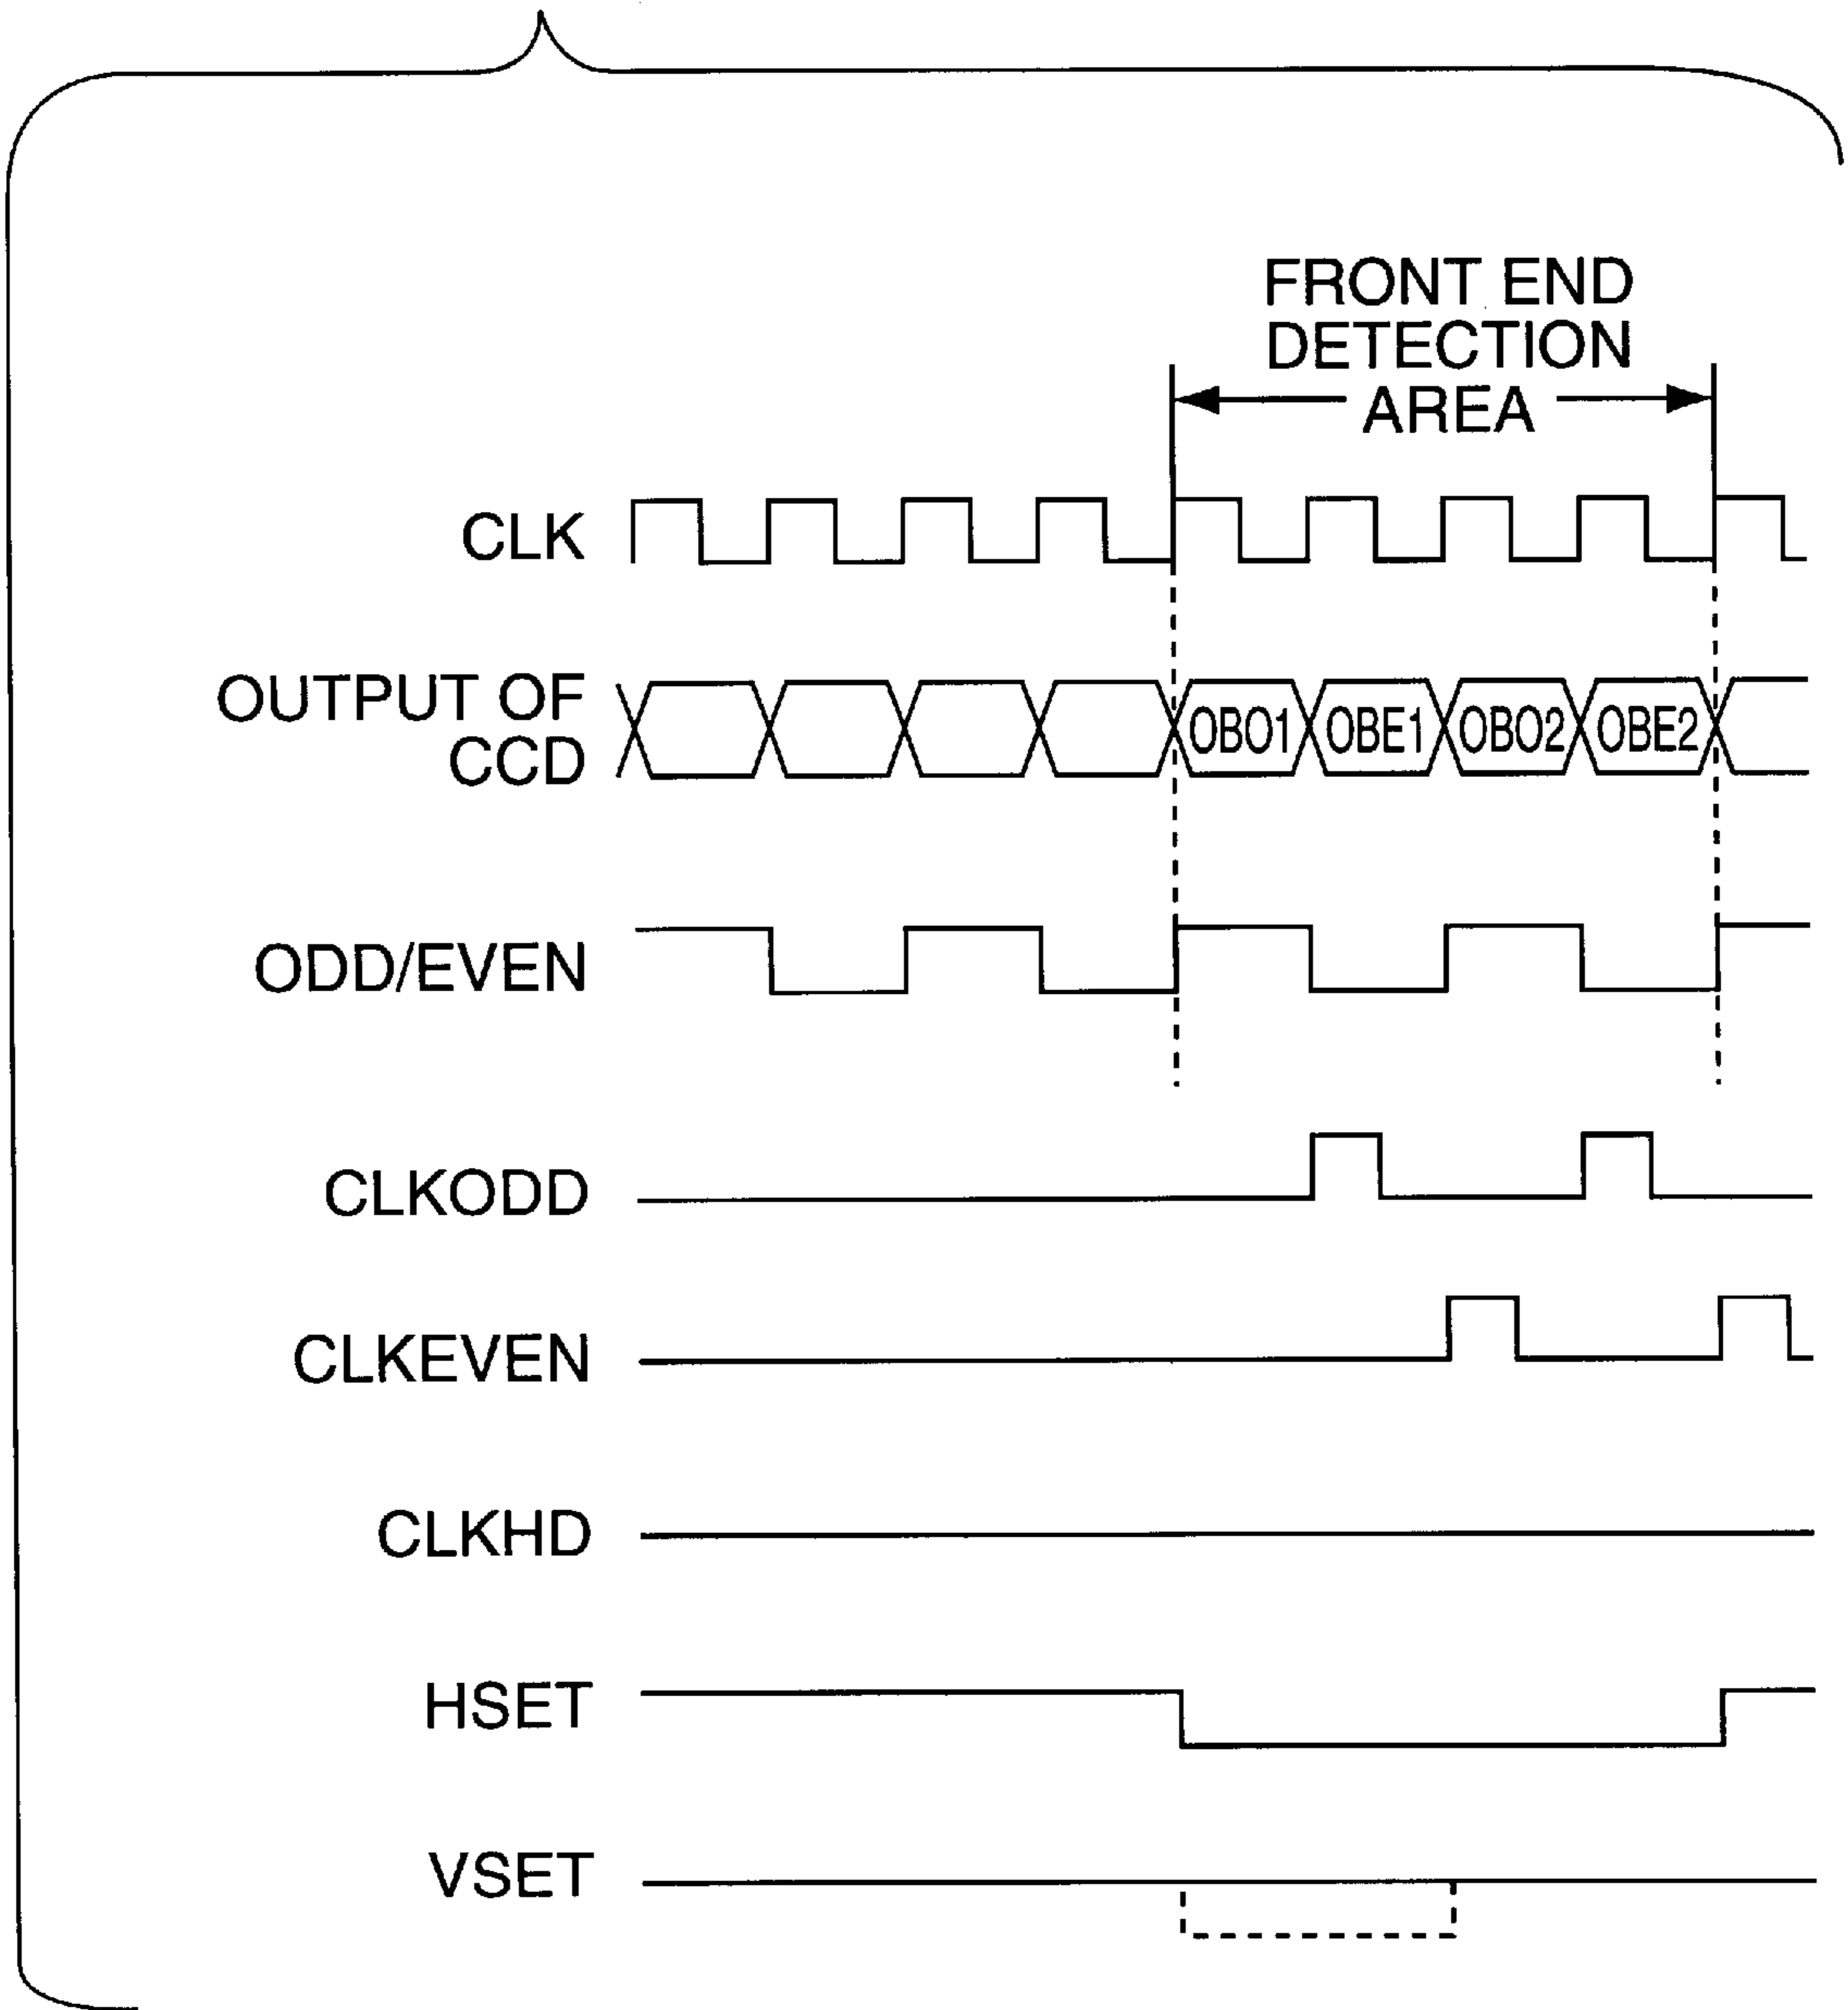 FRONT END
DETECTION
AREA
CLK
OUTPUT OF
CCD
OBO1 OBE1 OBO2 OBE2
ODD/EVEN
CLKODD
CLKEVEN
CLKHD
HSET
VSET